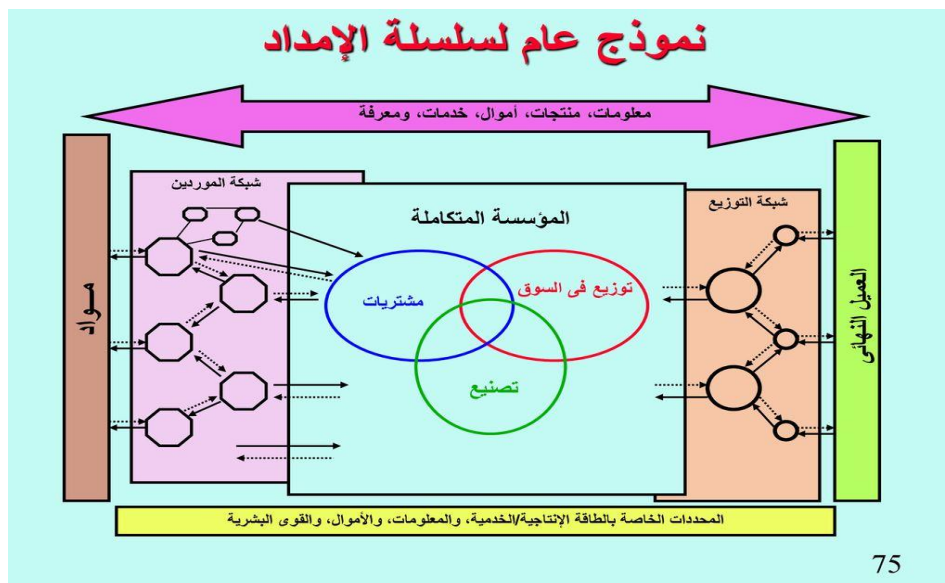 نموذج عام لسلسلة الإمداد
معلومات، منتجات، أموال، خدمات، ومعرفة
شبكة الموردين
شبكة التوزيع
المؤسسة المتكاملة
مشتريات
توزيع فى السوق
تصنيع
مـواد
العميل النهائى
المحددات الخاصة بالطاقة الإنتاجية/الخدمية، والمعلومات، والأموال، والقوى البشرية
75